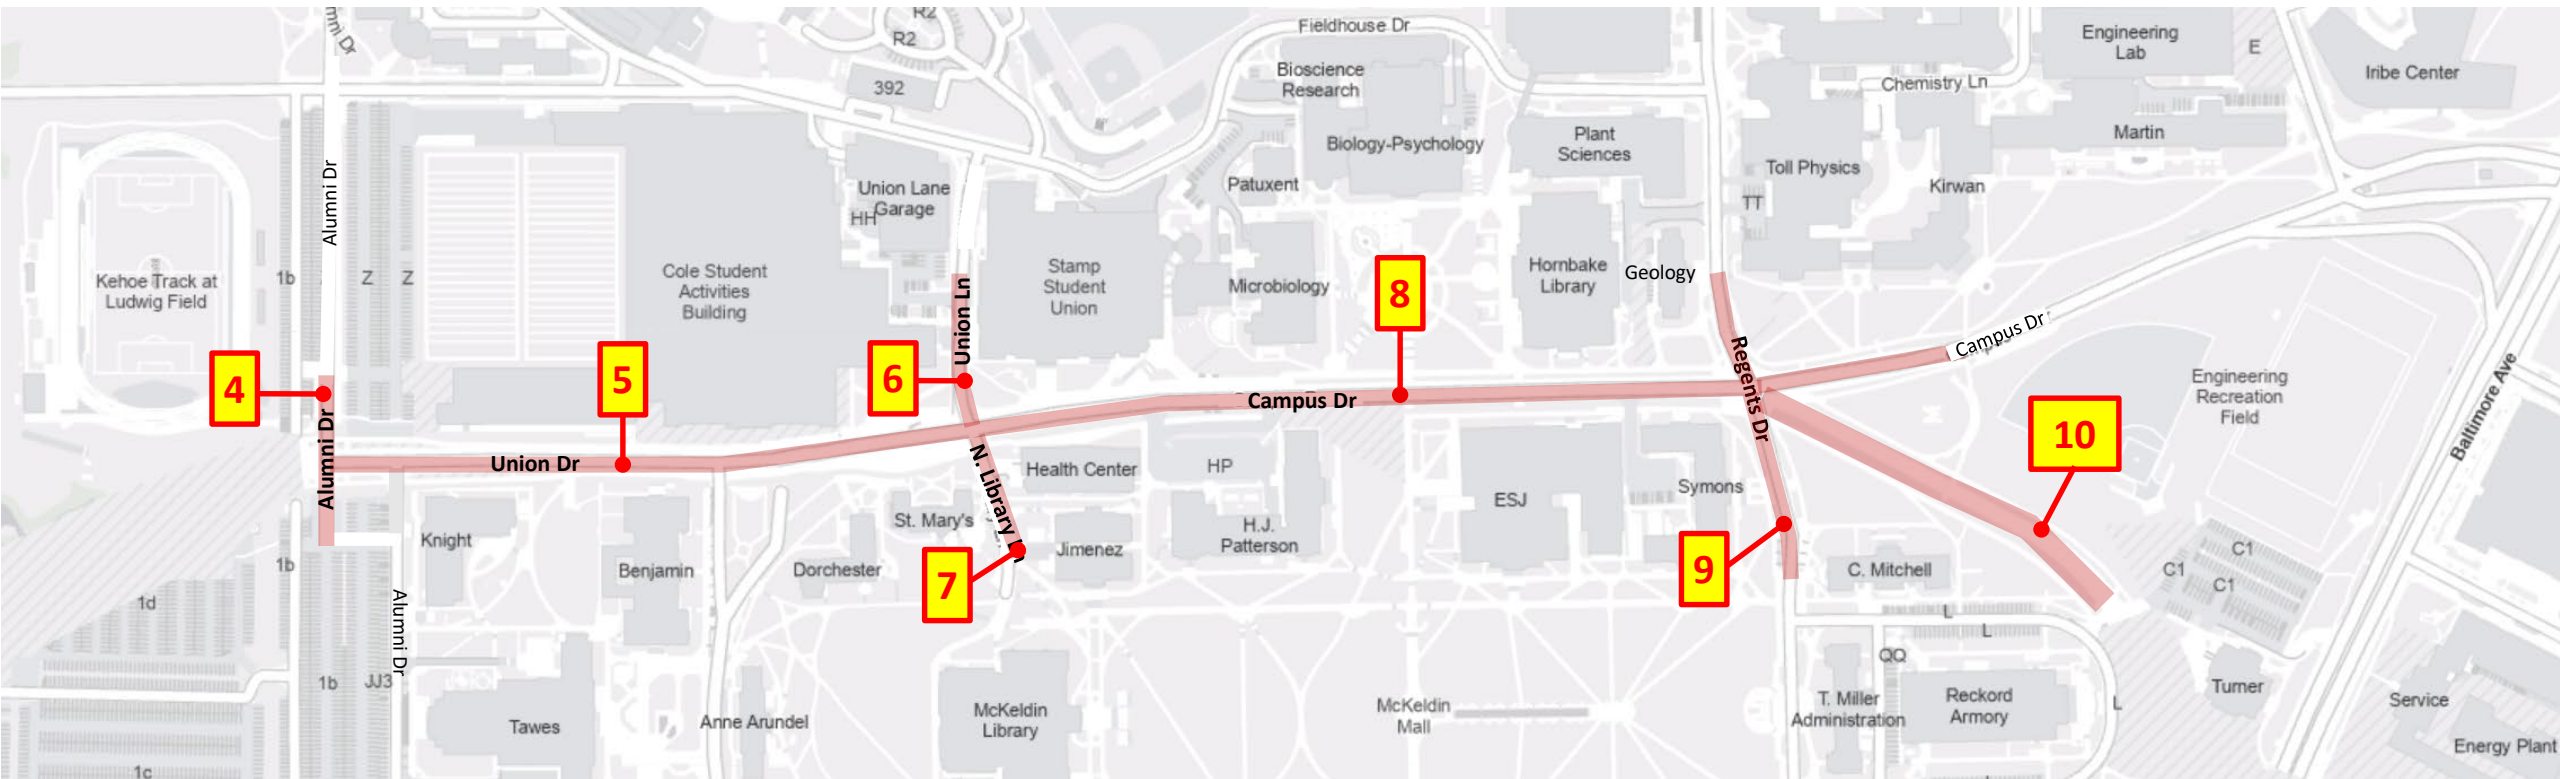 R2
Fieldhouse Dr
ni Dr
R2
Engineering
Lab
E
Iribe Center
Bioscience
Research
392
Chemistry Ln
Alumni Dr
Biology-Psychology
Plant
Sciences
Martin
Toll Physics
Union Lane
Garage
HH
Patuxent
Kirwan
TT
Kehoe Track at
Ludwig Field
1b
Z
Z
Cole Student
Activities
Building
Stamp
Student
Union
Microbiology
8
Hornbake
Library
Geology
Union Ln
Campus Dr
4
5
6
Regents Dr
Engineering
Recreation
Field
Baltimore Ave
Campus Dr
10
Alumni Dr
Union Dr
N. Library
Health Center
HP
ESJ
Symons
St. Mary's
H.J.
Patterson
Jimenez
Knight
Benjamin
Dorchester
7
9
C. Mitchell
C1
C1
C1
1b
1d
Alumni Dr
L
L
QQ
1b
JJ3
L
Tawes
Anne Arundel
McKeldin
Library
McKeldin
Mall
T. Miller
Administration
Reckord
Armory
Turner
Service
Energy Plant
1c